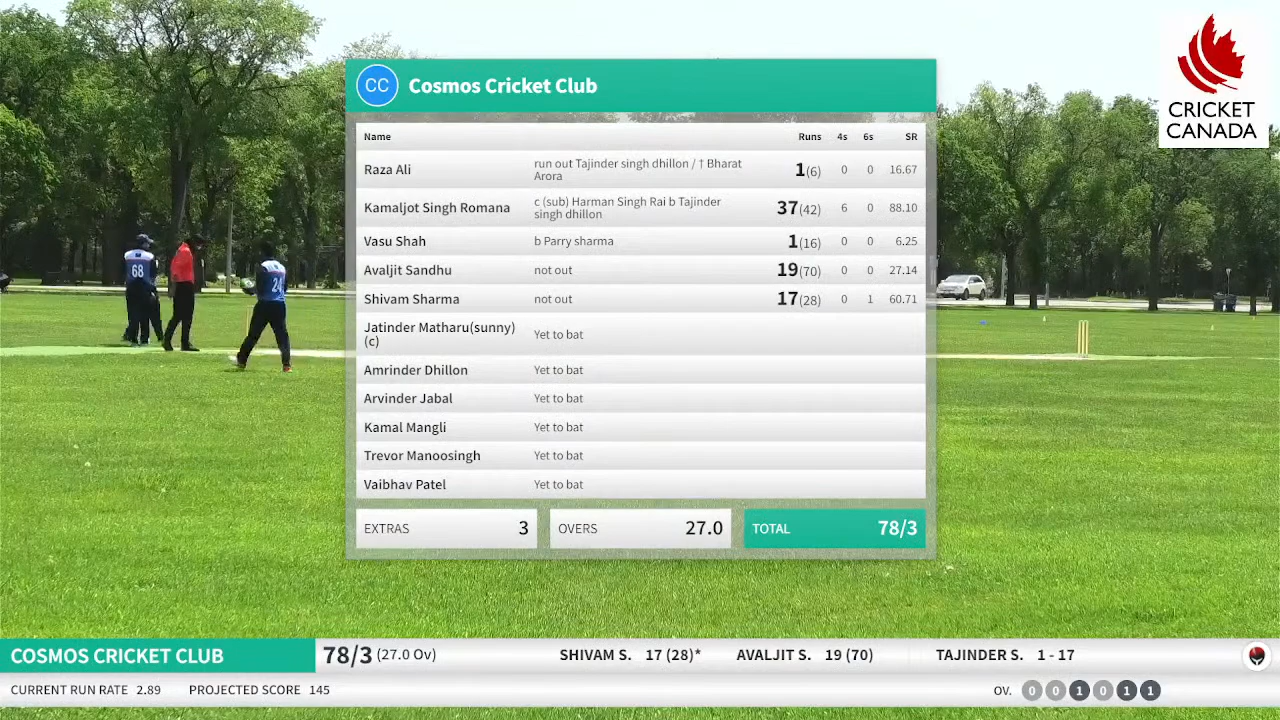 CRICKET
CANADA
CC Cosmos Cricket Club
Name Runs 4s 6s SR
Raza Ali run out Tajinder singh dhillon / ↑ Bharat Arora 1(6) 0 0 16.67
Kamaljot Singh Romana c (sub) Harman Singh Rai b Tajinder singh dhillon 37(42) 6 0 88.10
Vasu Shah b Parry sharma 1(16) 0 0 6.25
Avaljit Sandhu not out 19(70) 0 0 27.14
Shivam Sharma not out 17(28) 0 1 60.71
Jatinder Matharu(sunny) (c) Yet to bat
Amrinder Dhillon Yet to bat
Arvinder Jabal Yet to bat
Kamal Mangli Yet to bat
Trevor Manoosingh Yet to bat
Vaibhav Patel Yet to bat
EXTRAS 3 OVERS 27.0 TOTAL 78/3
68
24
COSMOS CRICKET CLUB 78/3 (27.0 Ov) SHIVAM S. 17 (28)* AVALJIT S. 19 (70) TAJINDER S. 1 - 17
CURRENT RUN RATE 2.89 PROJECTED SCORE 145 OV. 0 0 1 0 1 1